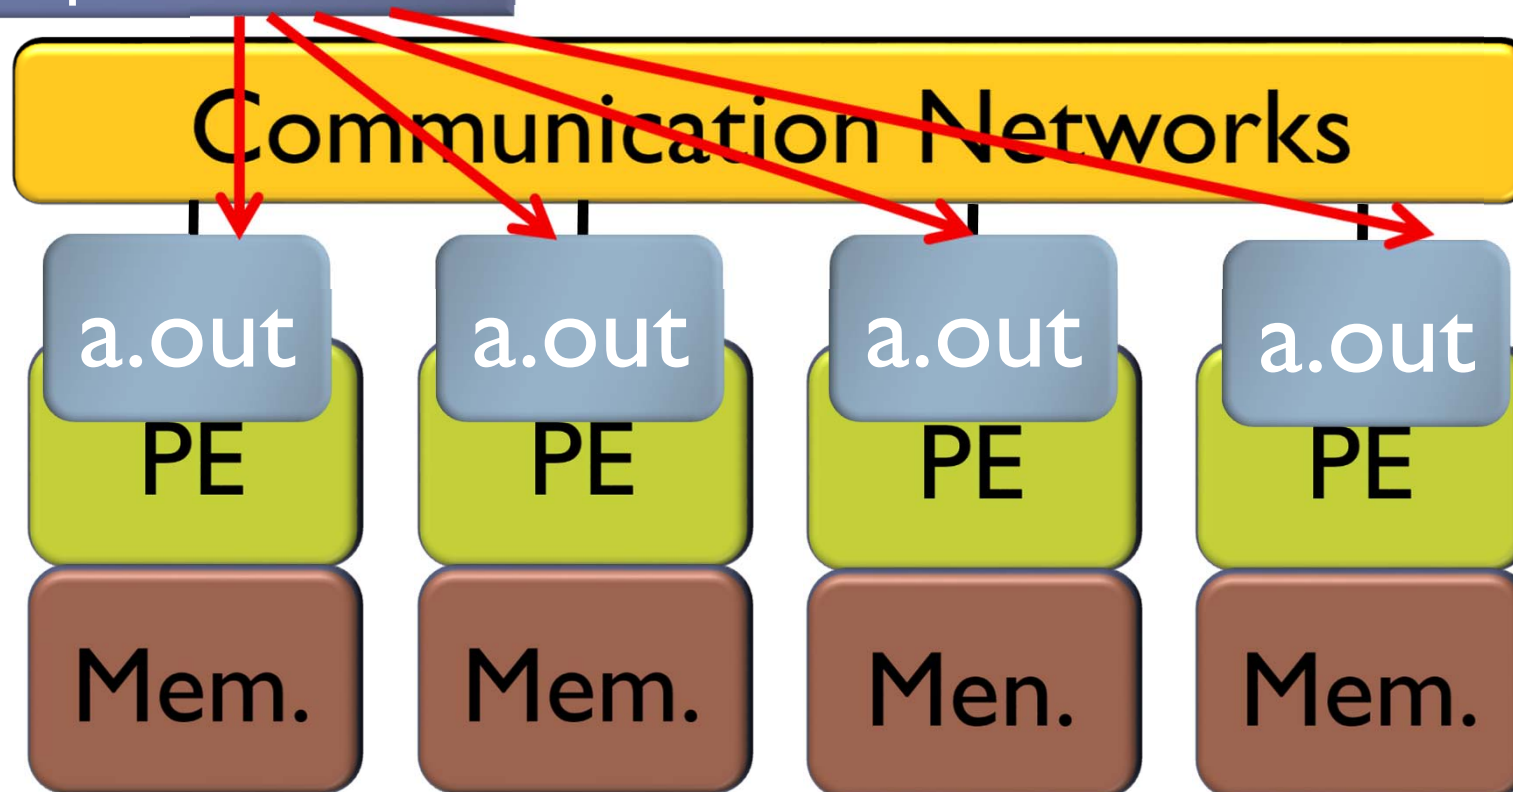 Communication Networks
a.out a.out a.out a.out
PE PE PE PE
Mem. Mem. Men. Mem.